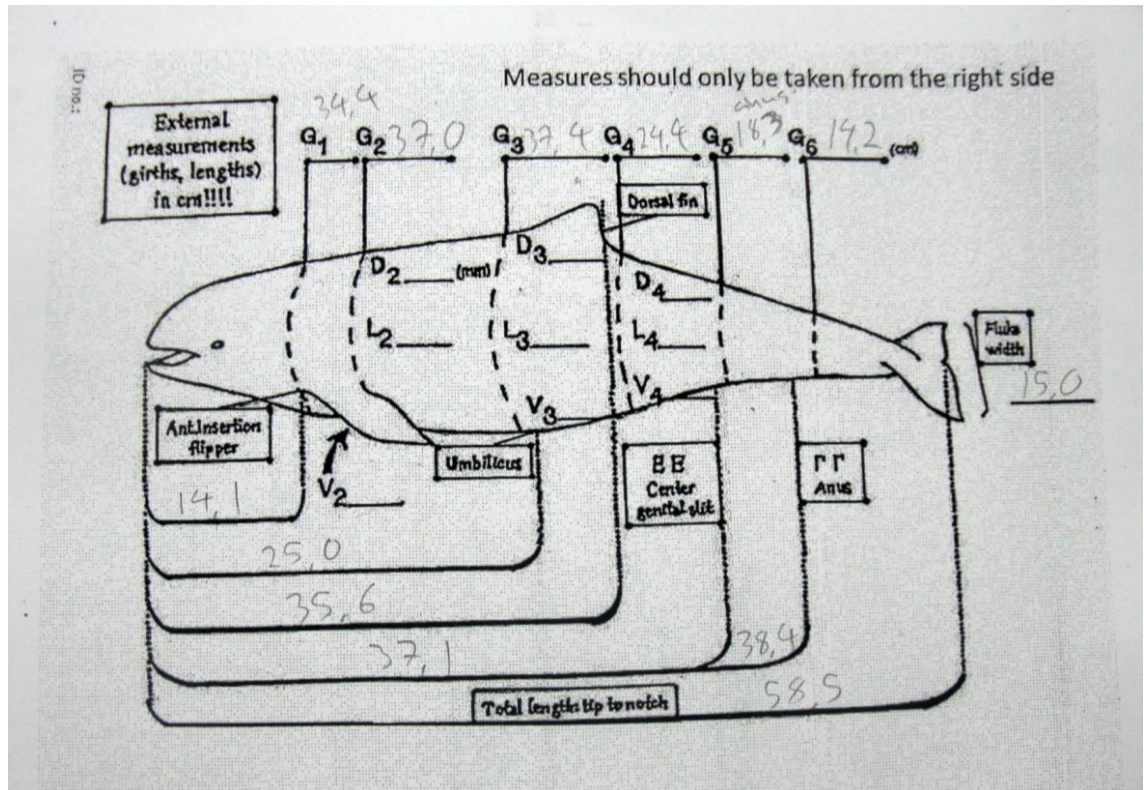 ID no.:
Measures should only be taken from the right side
External
measurements
(girths, lengths)
in cm!!!!
34,4
anus
G1 G2 37,0 G3 37,4 G4 24,4 G5 18,3 G6 14,2 (cm)
Dorsal fin
D2 (mm) D3
D4
L2 L3 L4
V3 V4
Fluke
width
15,0
Ant.Insertion
flipper
V2
Umbilicus
Center
genital slit
Anus
14,1
25,0
35,6
37,1
38,4
58,5
Total lengths tip to notch